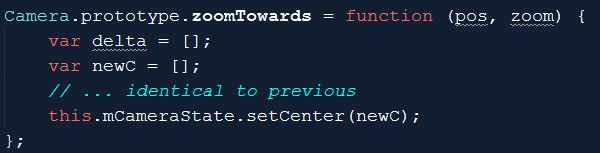 Camera.prototype.zoomTowards = function (pos, zoom) {
    var delta = [];
    var newC = [];
    // ... identical to previous
    this.mCameraState.setCenter(newC);
};